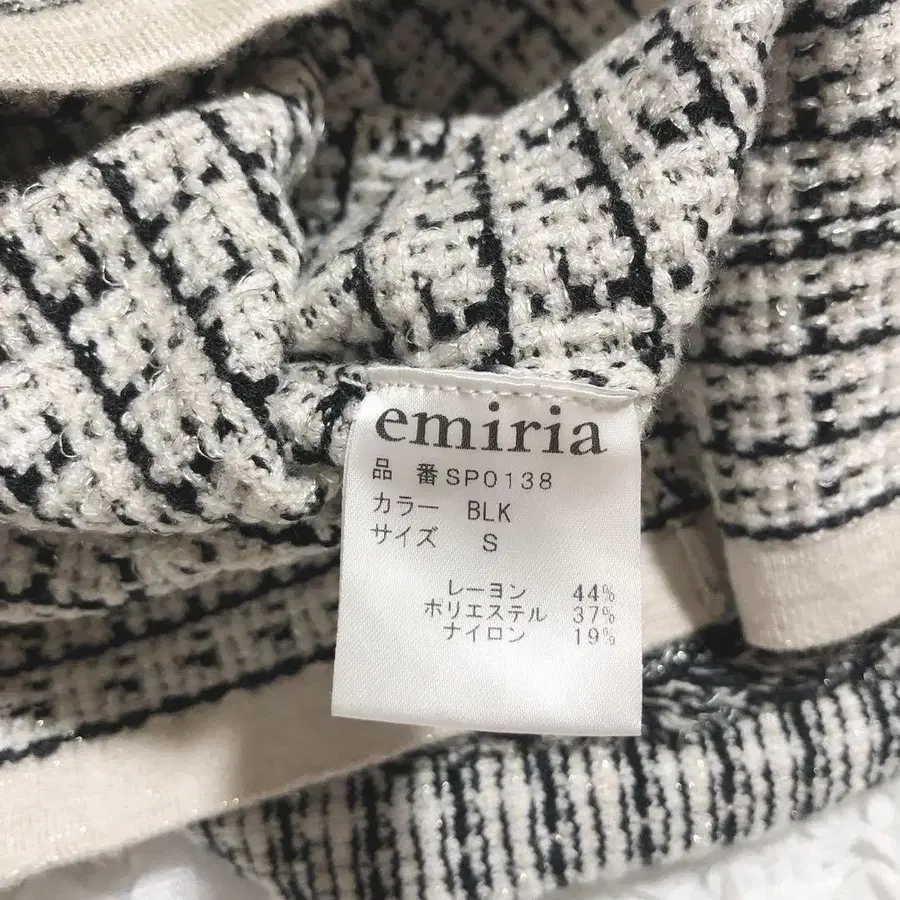 emiria
品 番 SP0138
カラー BLK
サイズ S
レーヨン 44%
ポリエステル 37%
ナイロン 19%